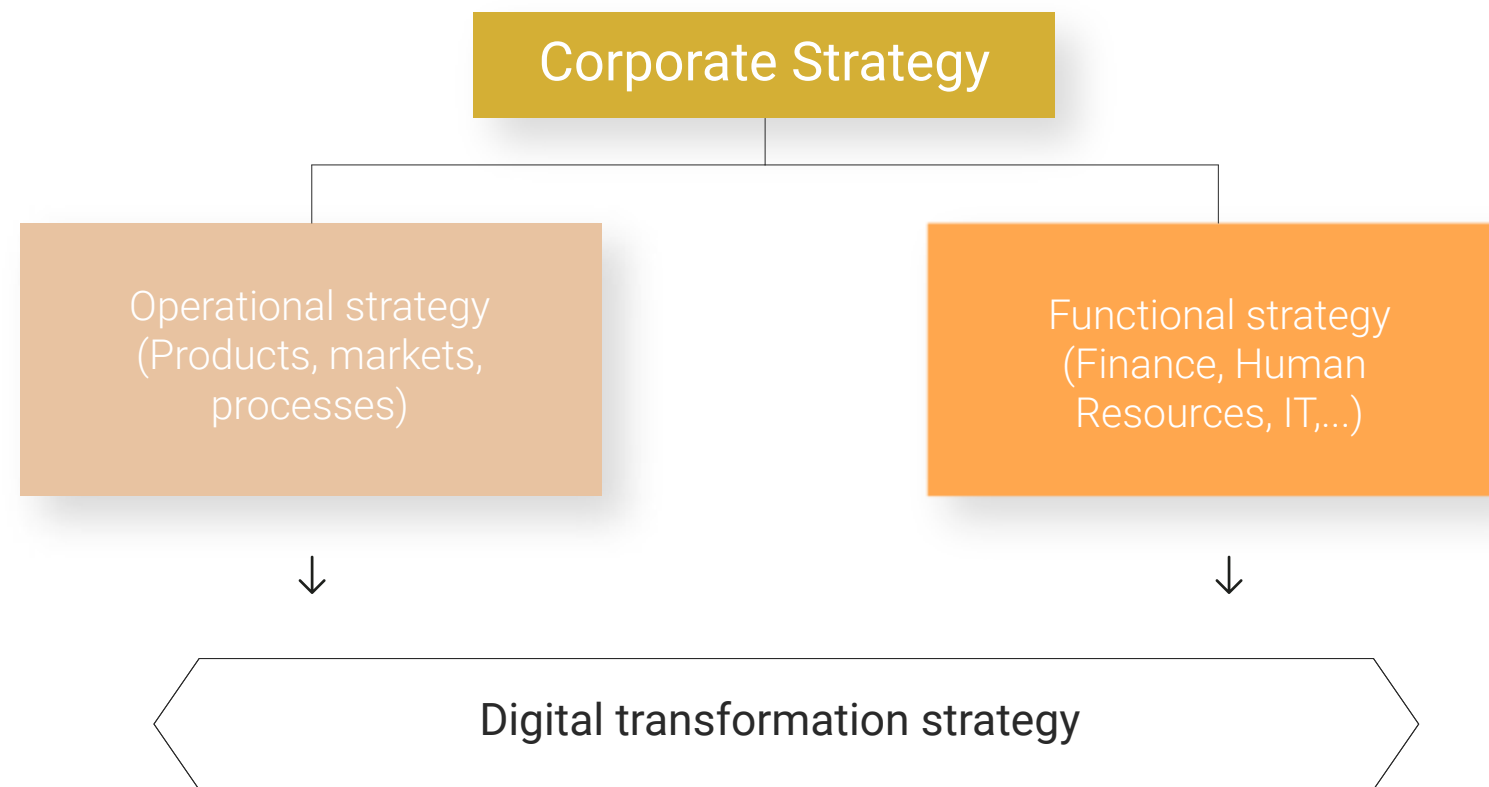 Corporate Strategy
Operational strategy
(Products, markets,
processes)
Functional strategy
(Finance, Human
Resources, IT,...)
Digital transformation strategy